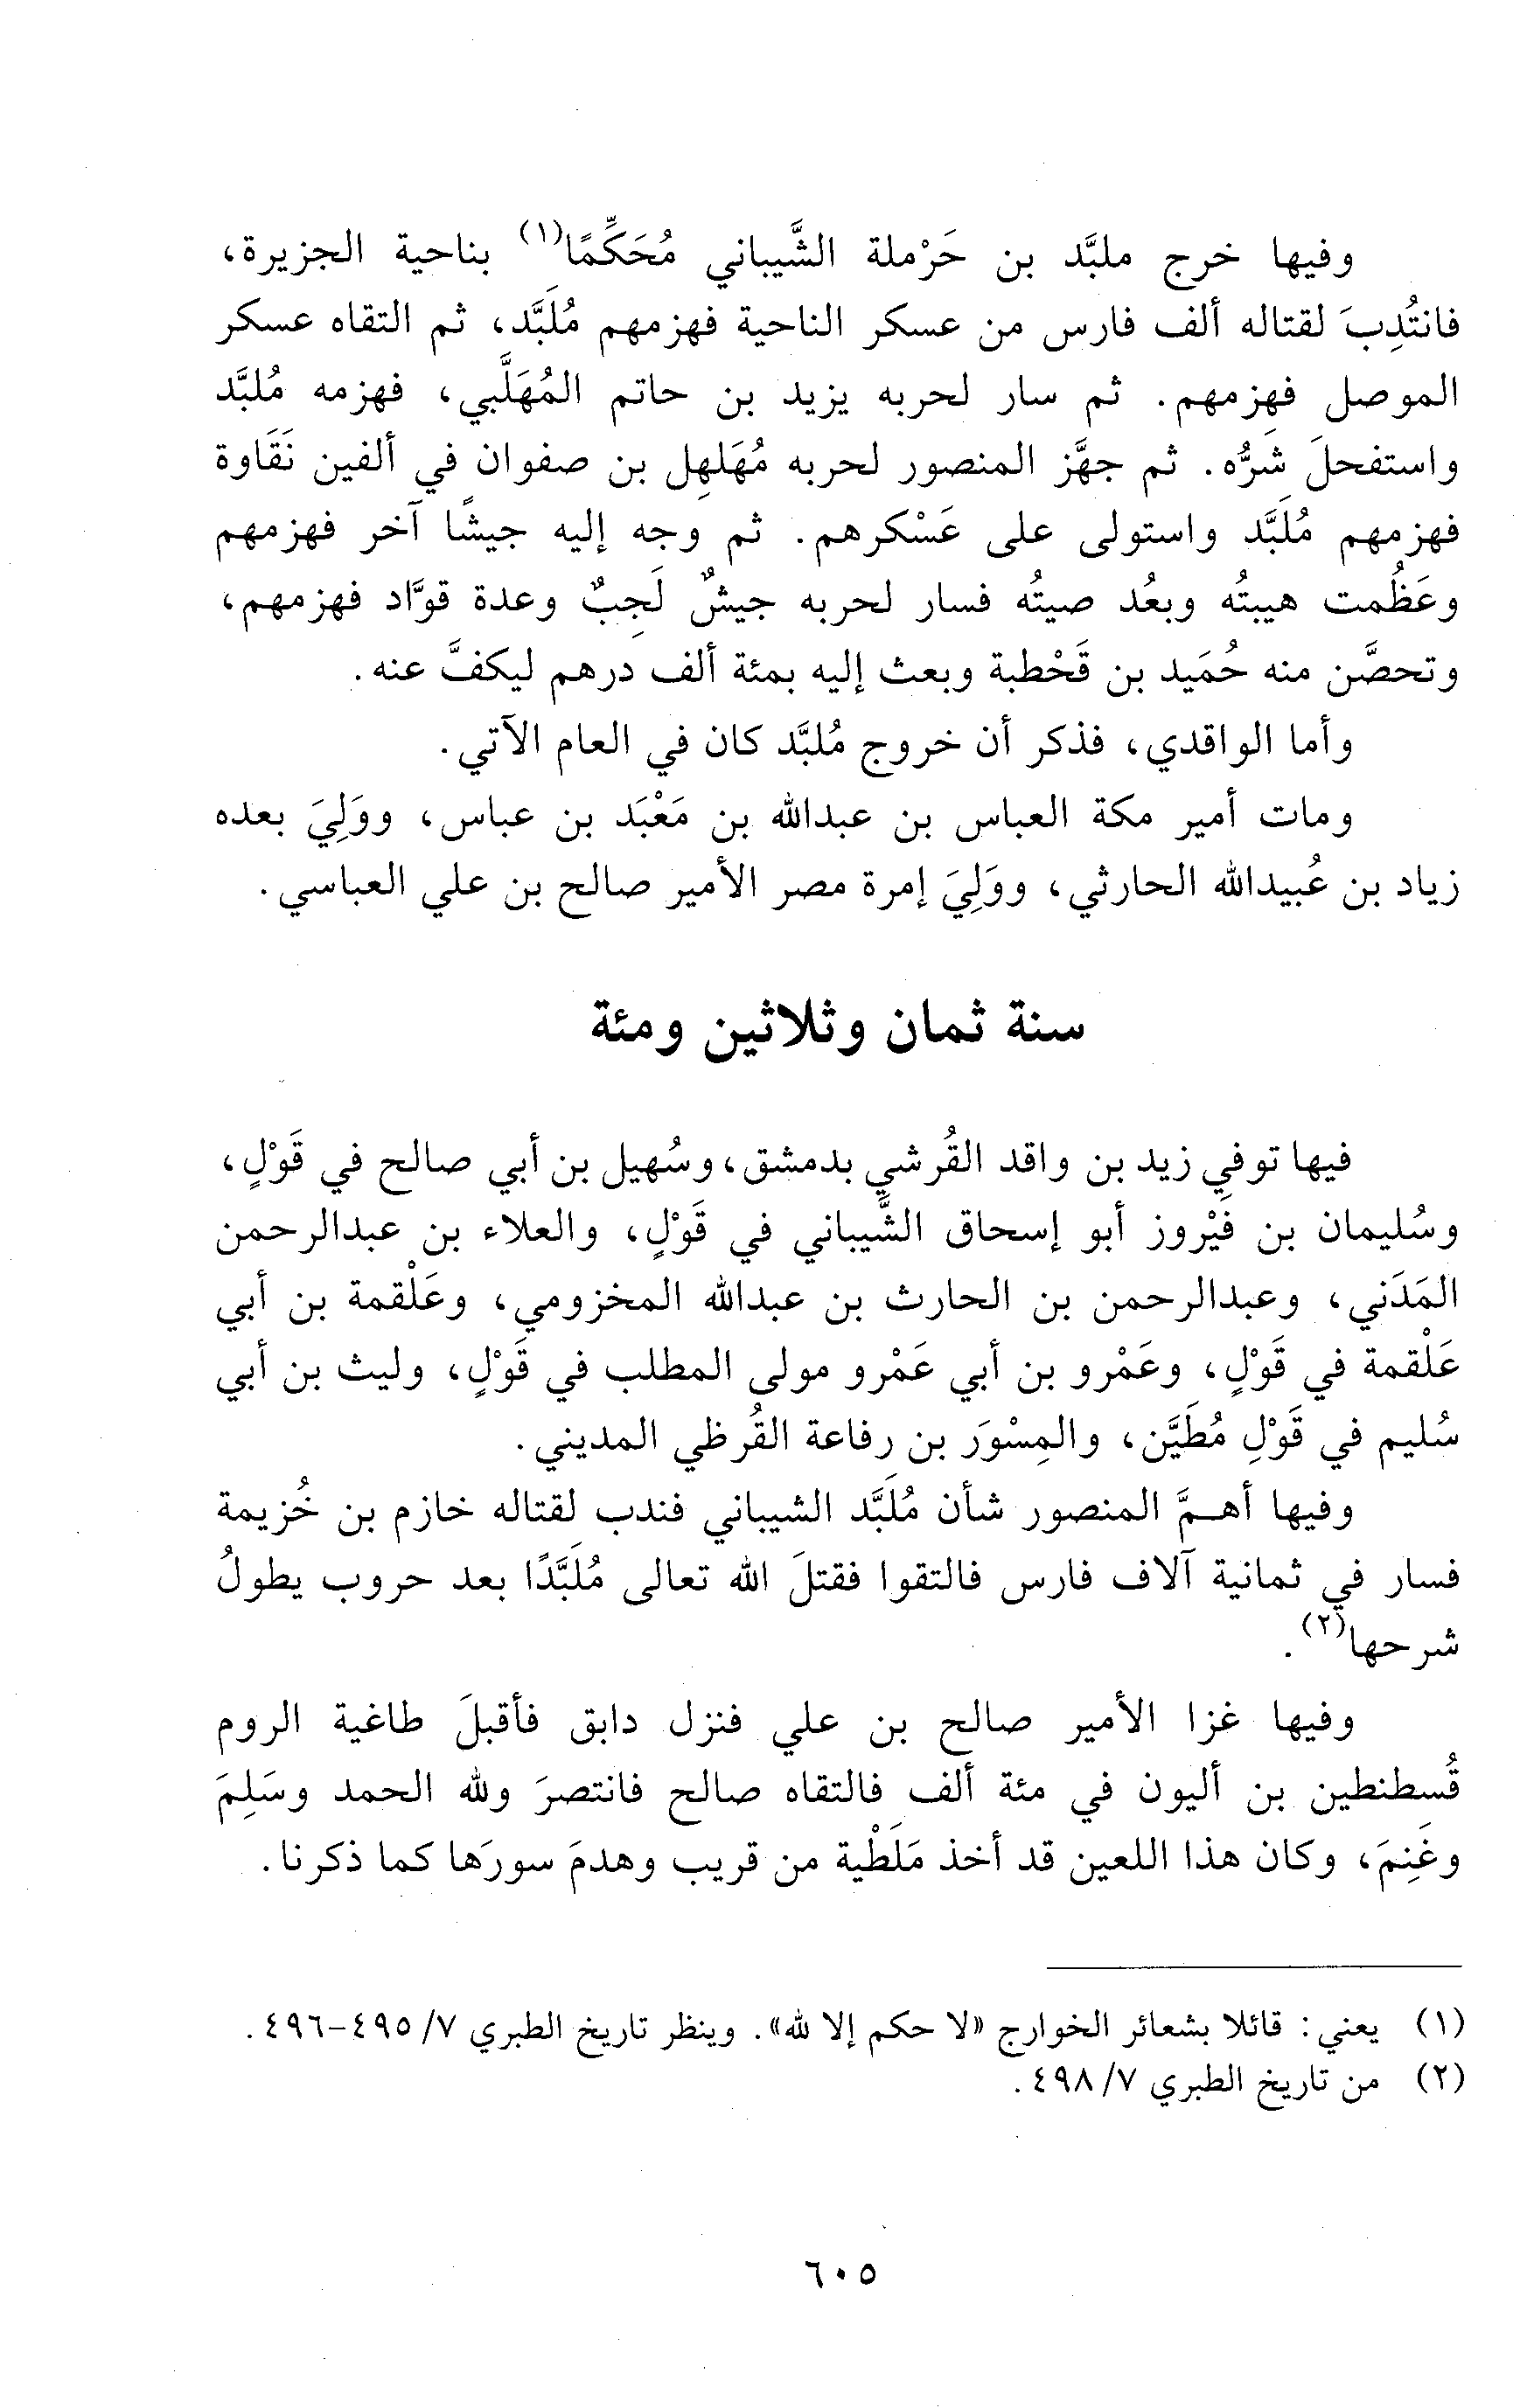 وفيها خرج ملبَّد بن حَرْملة الشَّيباني مُحَكِّمًا(١) بناحية الجزيرة،
فانتُدِبَ لقتاله ألف فارس من عسكر الناحية فهزمهم مُلَبَّد، ثم التقاه عسكر
الموصل فهزمهم. ثم سار لحربه يزيد بن حاتم المُهَلَّبي، فهزمه مُلبَّد
واستفحلَ شَرُّه. ثم جهَّز المنصور لحربه مُهَلهِل بن صفوان في ألفين نَقَاوة
فهزمهم مُلَبَّد واستولى على عَسْكرهم. ثم وجه إليه جيشًا آخر فهزمهم
وعَظُمت هيبتُه وبعُد صيتُه فسار لحربه جيشٌ لَجِبٌ وعدة قوَّاد فهزمهم،
وتحصَّن منه حُمَيد بن قَحْطبة وبعث إليه بمئة ألف درهم ليكفَّ عنه.
وأما الواقدي، فذكر أن خروج مُلبَّد كان في العام الآتي.
ومات أمير مكة العباس بن عبدالله بن مَعْبَد بن عباس، ووَلِيَ بعده
زياد بن عُبيدالله الحارثي، ووَلِيَ إمرة مصر الأمير صالح بن علي العباسي.
سنة ثمان وثلاثين ومئة
فيها توفي زيد بن واقد القُرشي بدمشق، وسُهيل بن أبي صالح في قَوْلٍ،
وسُليمان بن فَيْروز أبو إسحاق الشَّيباني في قَوْلٍ، والعلاء بن عبدالرحمن
المَدَني، وعبدالرحمن بن الحارث بن عبدالله المخزومي، وعَلْقمة بن أبي
عَلْقمة في قَوْلٍ، وعَمْرو بن أبي عَمْرو مولى المطلب في قَوْلٍ، وليث بن أبي
سُليم في قَوْلِ مُطَيَّن، والمِسْوَر بن رفاعة القُرظي المديني.
وفيها أهـمَّ المنصور شأن مُلَبَّد الشيباني فندب لقتاله خازم بن خُزيمة
فسار في ثمانية آلاف فارس فالتقوا فقتلَ الله تعالى مُلَبَّدًا بعد حروب يطولُ
شرحها(٢).
وفيها غزا الأمير صالح بن علي فنزل دابق فأقبلَ طاغية الروم
قُسطنطين بن أليون في مئة ألف فالتقاه صالح فانتصرَ ولله الحمد وسَلِمَ
وغَنِمَ، وكان هذا اللعين قد أخذ مَلَطْية من قريب وهدمَ سورَها كما ذكرنا.
(١) يعني: قائلا بشعائر الخوارج «لا حكم إلا لله». وينظر تاريخ الطبري ٧/ ٤٩٥-٤٩٦.
(٢) من تاريخ الطبري ٧/ ٤٩٨.
٦٠٥